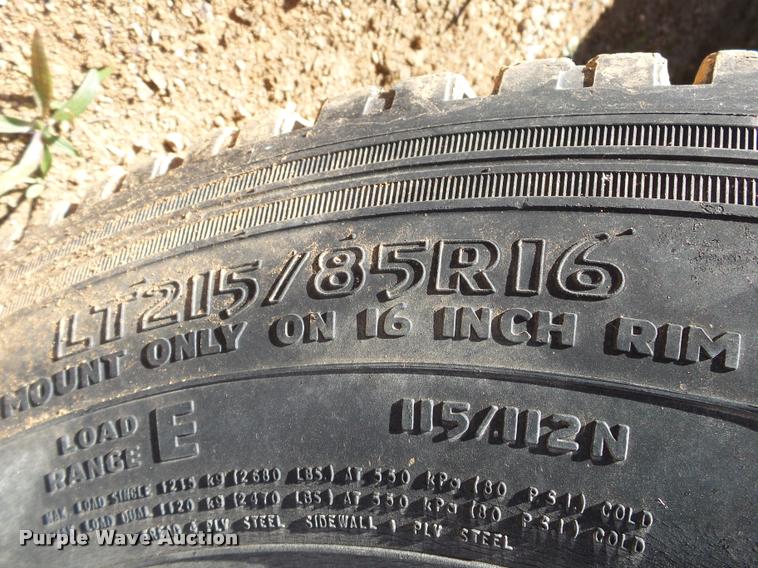 LT215/85R16
MOUNT ONLY ON 16 INCH RIM
LOAD RANGE E
115/112N
MAX LOAD SINGLE 1215 KG (2680 LBS.) AT 550 KPa (80 PSI) COLD
LOAD DUAL 1120 KG (2470 LBS) AT 550 KPa (80 PSI) COLD
PLY STEEL SIDEWALL 1 PLY STEEL
Purple Wave Auction